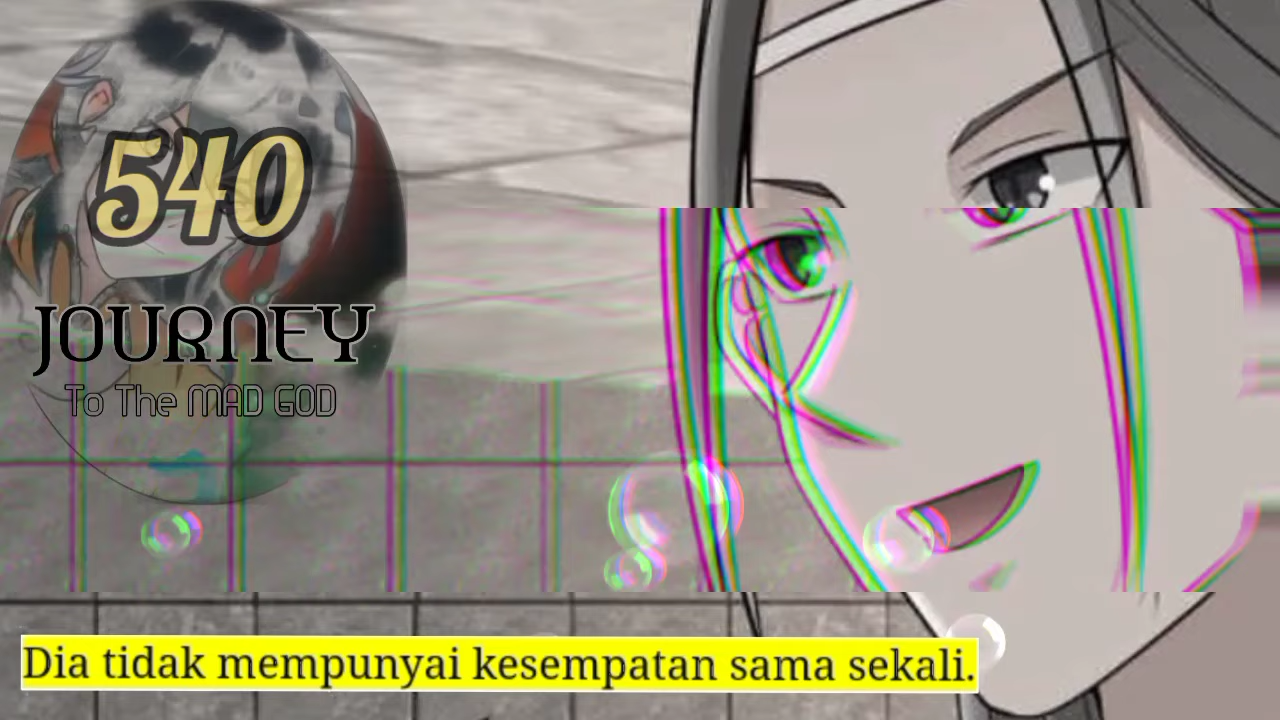 540
JOURNEY
To The MAD GOD
Dia tidak mempunyai kesempatan sama sekali.